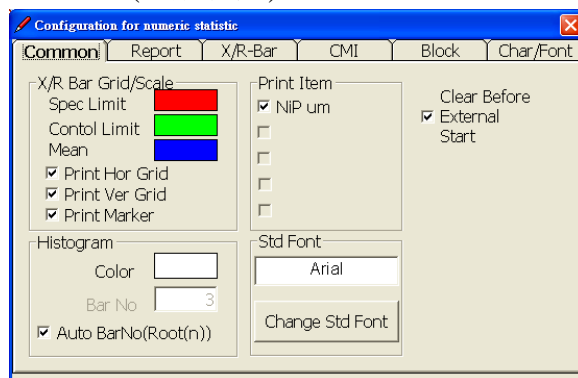 Configuration for numeric statistic
Common Report X/R-Bar CMI Block Char/Font
X/R Bar Grid/Scale
Spec Limit
Contol Limit
Mean
Print Hor Grid
Print Ver Grid
Print Marker
Print Item
NiP um
Clear Before
External
Start
Histogram
Color
Bar No 3
Auto BarNo(Root(n))
Std Font
Arial
Change Std Font